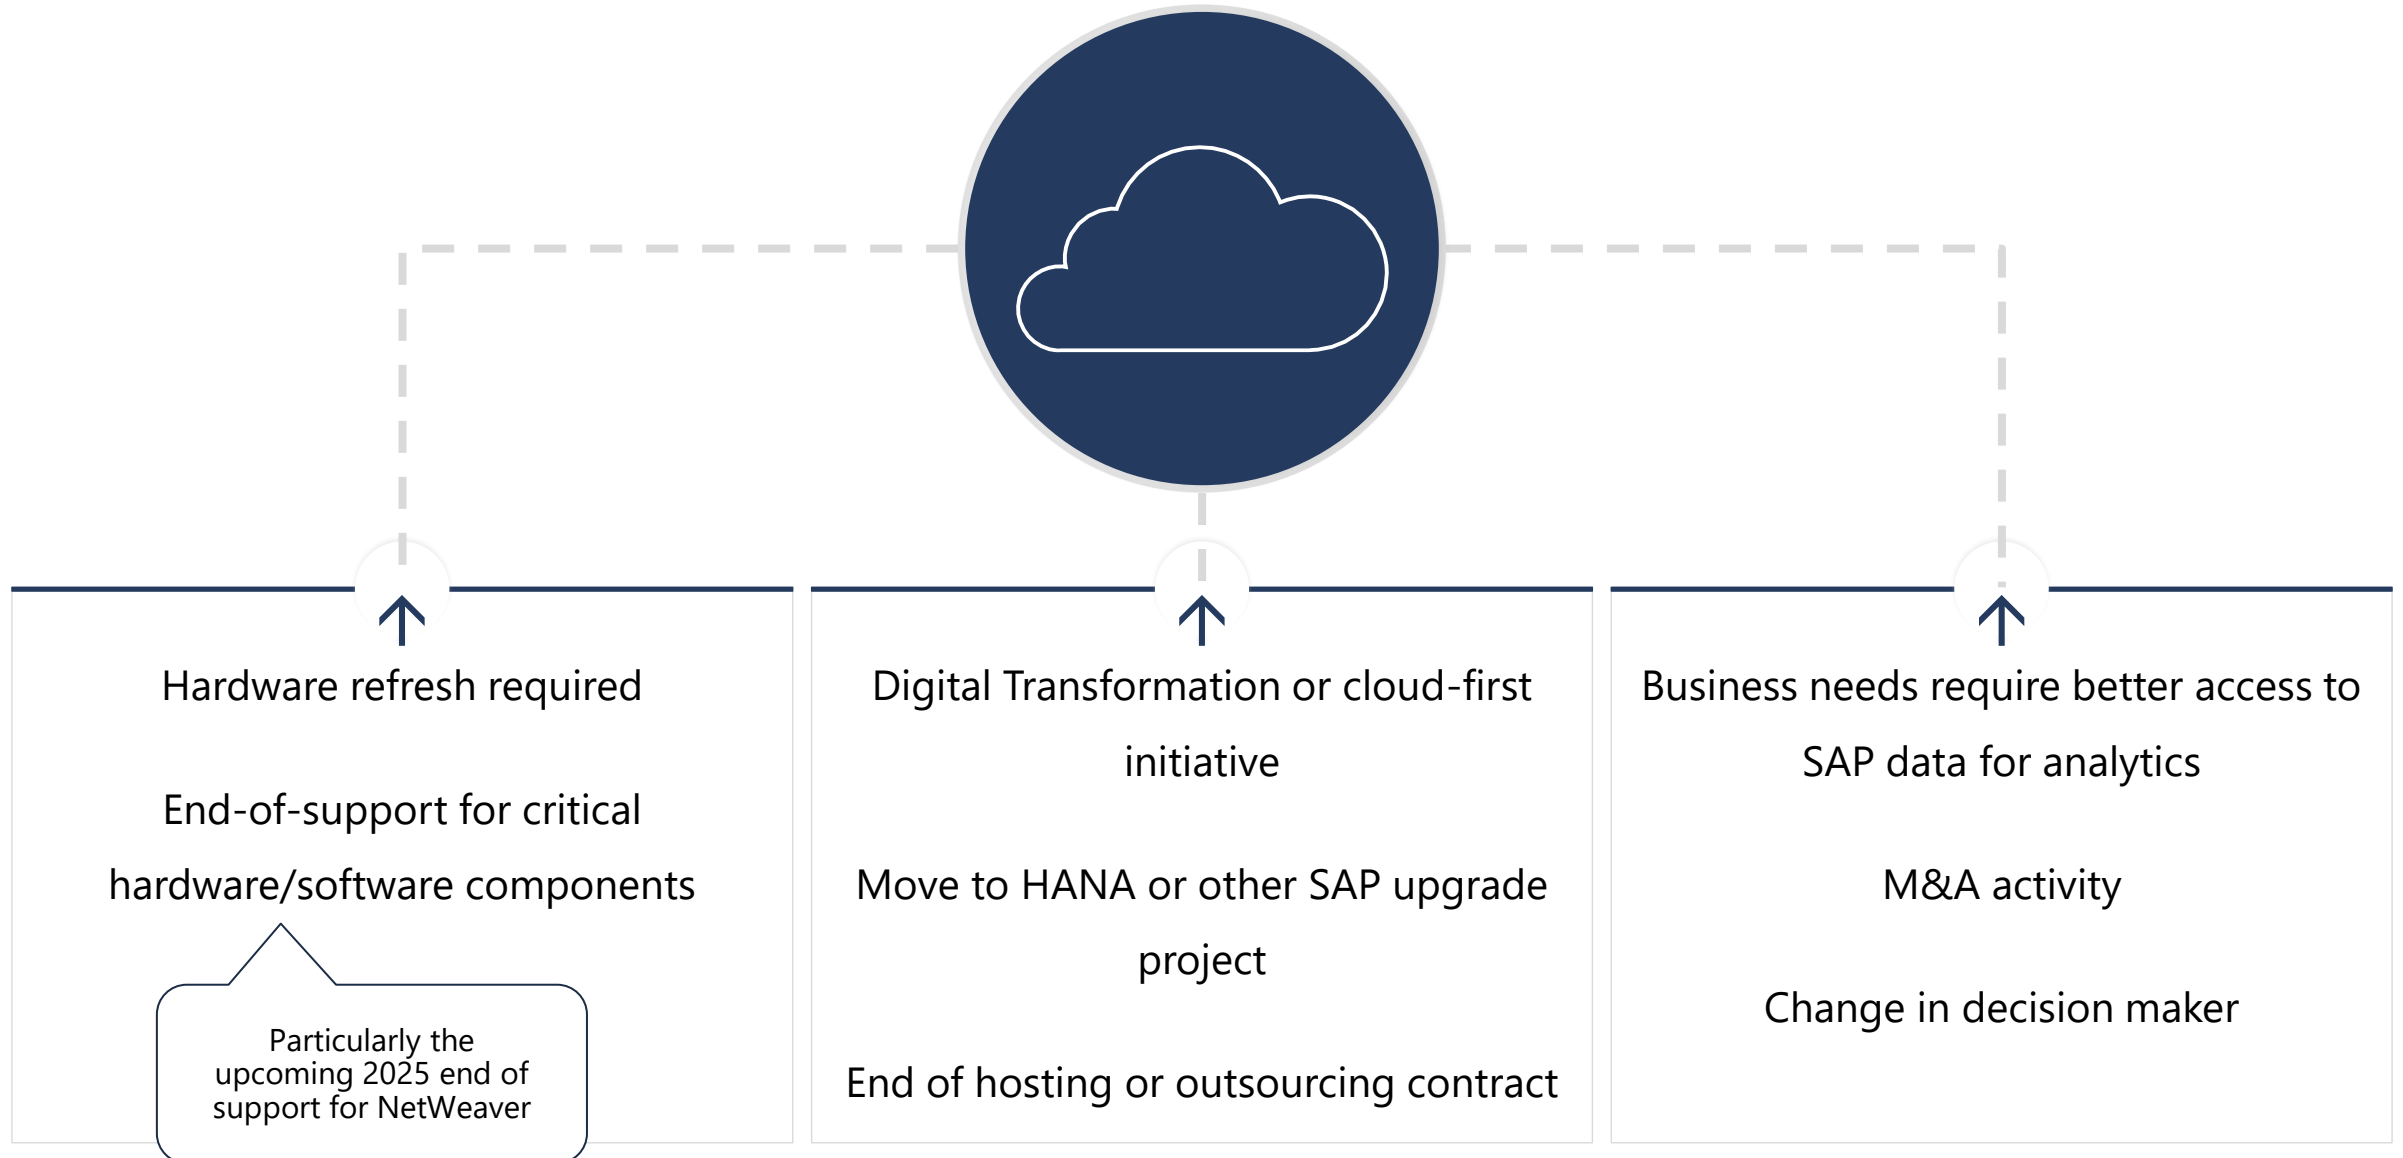 Hardware refresh required
End-of-support for critical
hardware/software components
Particularly the
upcoming 2025 end of
support for NetWeaver
Digital Transformation or cloud-first
initiative
Move to HANA or other SAP upgrade
project
End of hosting or outsourcing contract
Business needs require better access to
SAP data for analytics
M&A activity
Change in decision maker